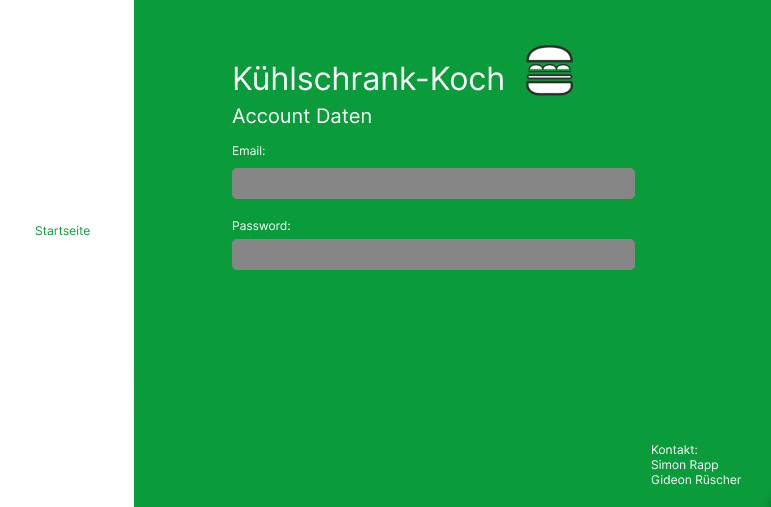 Kühlschrank-Koch
Account Daten
Email:
Password:
Startseite
Kontakt:
Simon Rapp
Gideon Rüscher